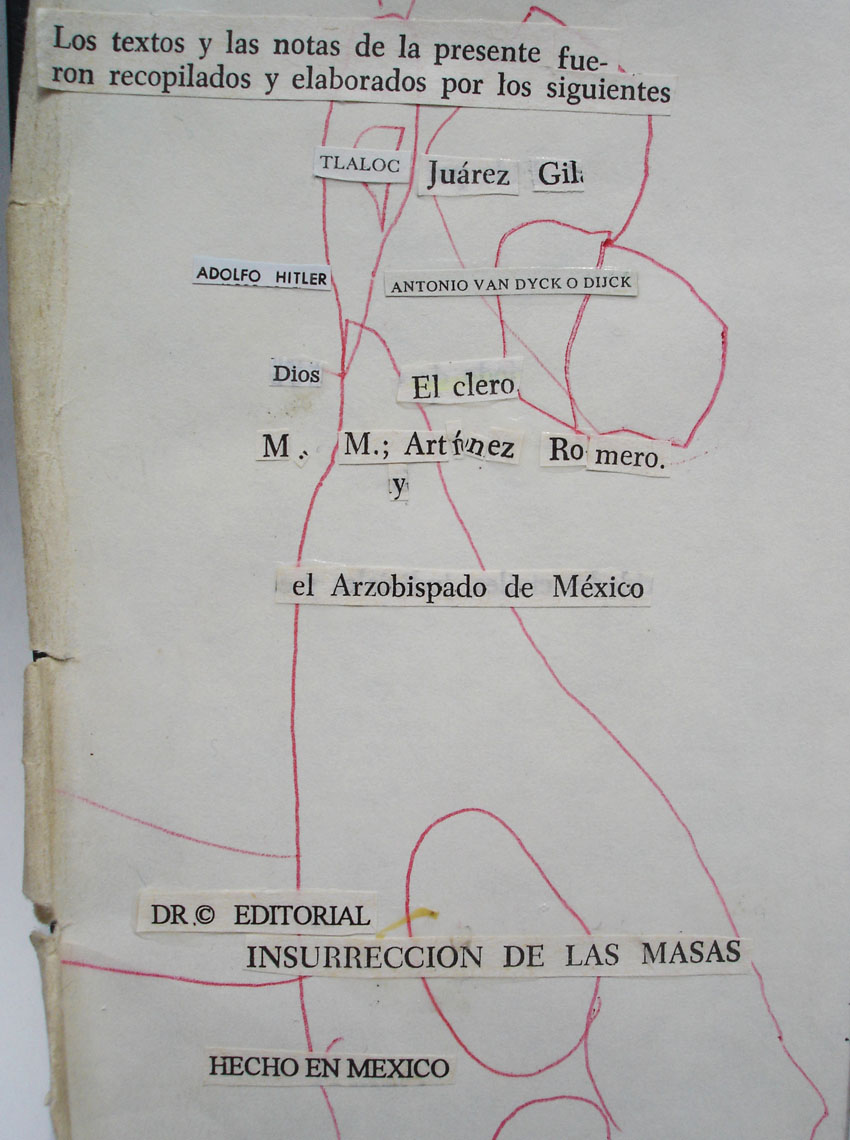 Los textos y las notas de la presente fue-
ron recopilados y elaborados por los siguientes
TLALOC Juárez Gil.
ADOLFO HITLER ANTONIO VAN DYCK O DIJCK
Dios El clero
M. M.; Artínez Romero.
y
el Arzobispado de México
DR.© EDITORIAL
INSURRECCION DE LAS MASAS
HECHO EN MEXICO